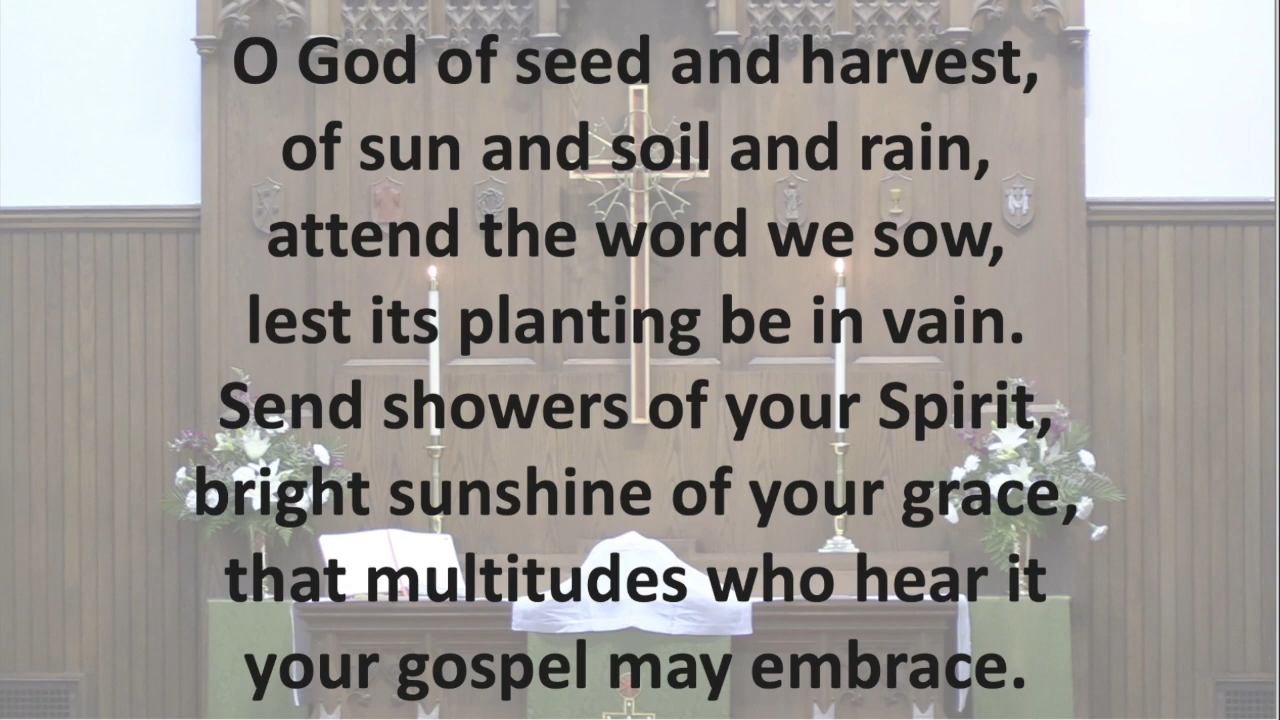 O God of seed and harvest,
of sun and soil and rain,
attend the word we sow,
lest its planting be in vain.
Send showers of your Spirit,
bright sunshine of your grace,
that multitudes who hear it
your gospel may embrace.